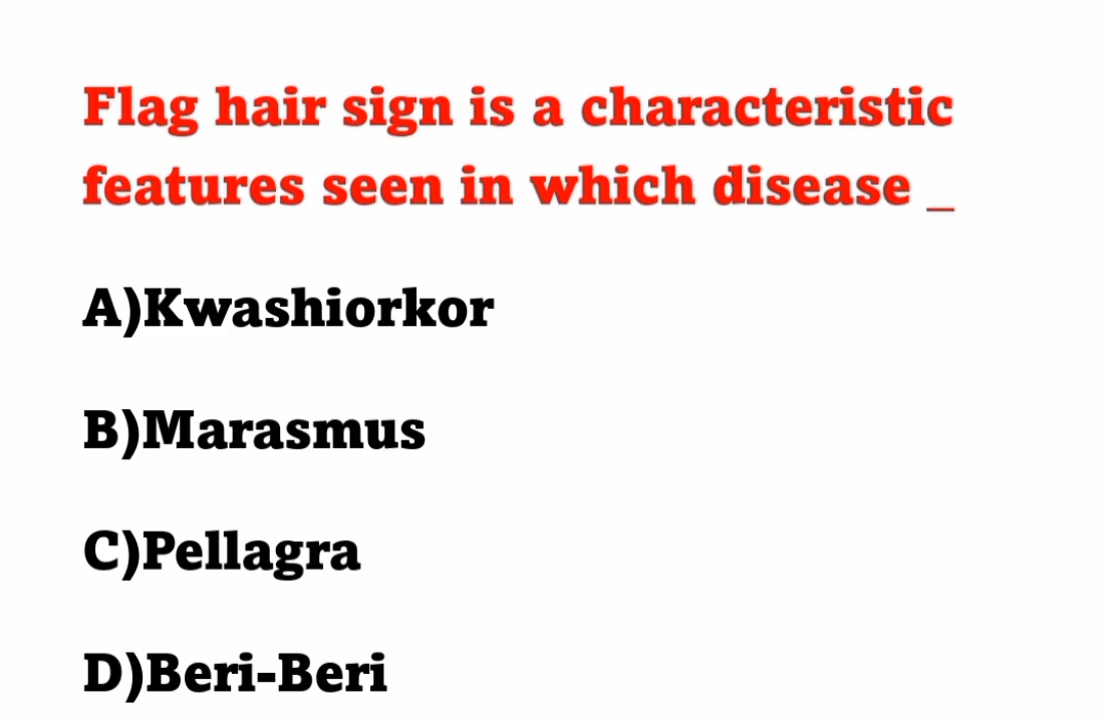 Flag hair sign is a characteristic
features seen in which disease _
A)Kwashiorkor
B)Marasmus
C)Pellagra
D)Beri-Beri